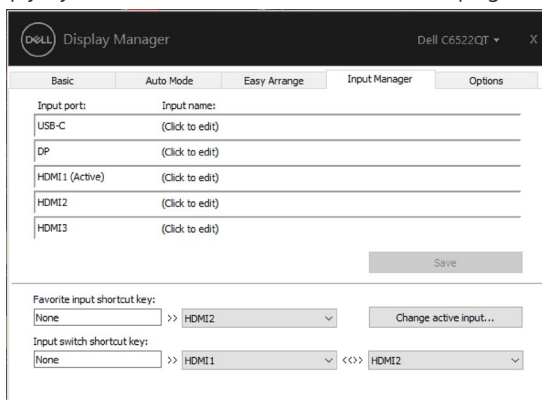 DELL Display Manager Dell C6522QT X
Basic Auto Mode Easy Arrange Input Manager Options
Input port: Input name:
USB-C (Click to edit)
DP (Click to edit)
HDMI1 (Active) (Click to edit)
HDMI2 (Click to edit)
HDMI3 (Click to edit)
Save
Favorite input shortcut key:
None >> HDMI2 Change active input...
Input switch shortcut key:
None >> HDMI1 <<>> HDMI2